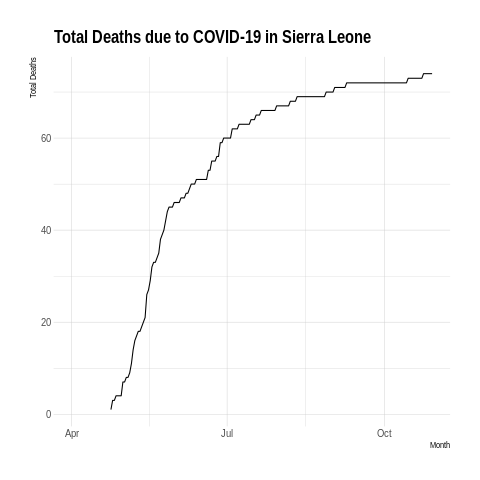 Total Deaths due to COVID-19 in Sierra Leone
Total Deaths
60
40
20
0
Apr
Jul
Oct
Month